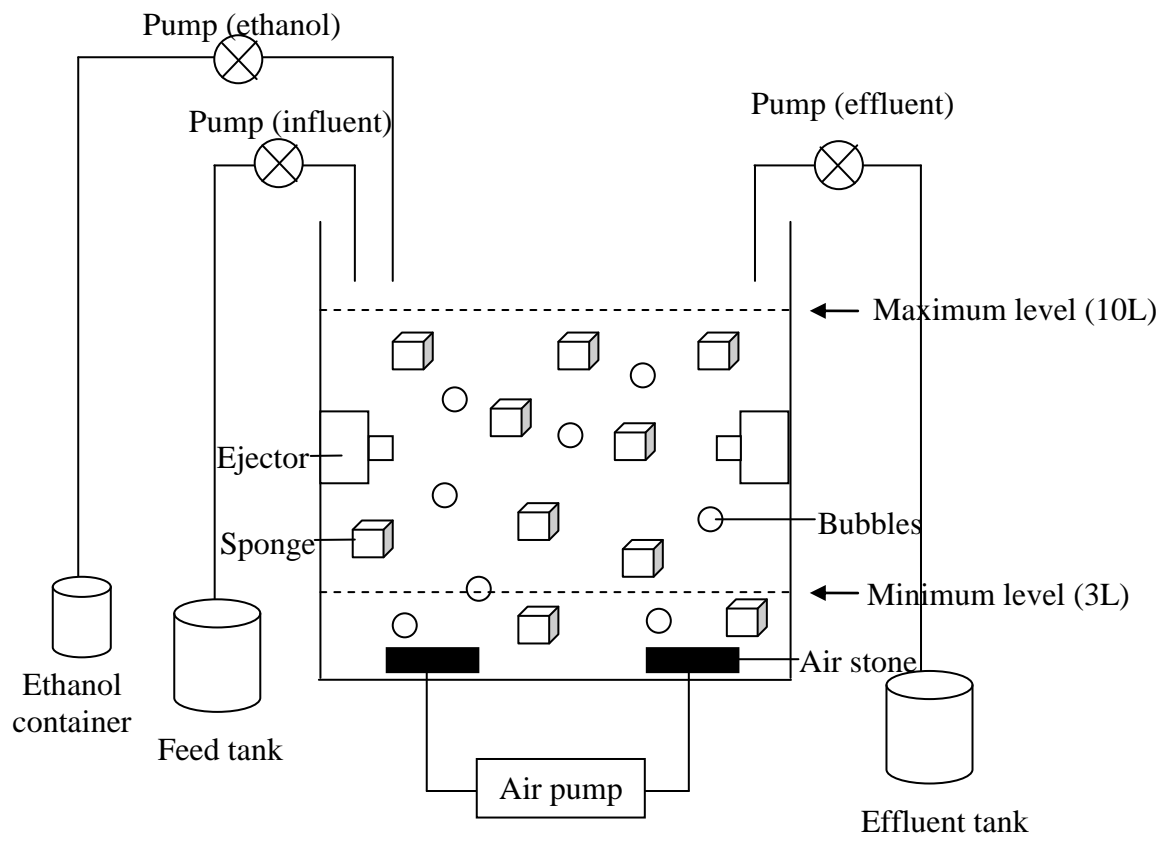 Pump (ethanol)
Pump (influent)
Pump (effluent)
Maximum level (10L)
Ejector
Bubbles
Sponge
Minimum level (3L)
Air stone
Ethanol
container
Feed tank
Air pump
Effluent tank